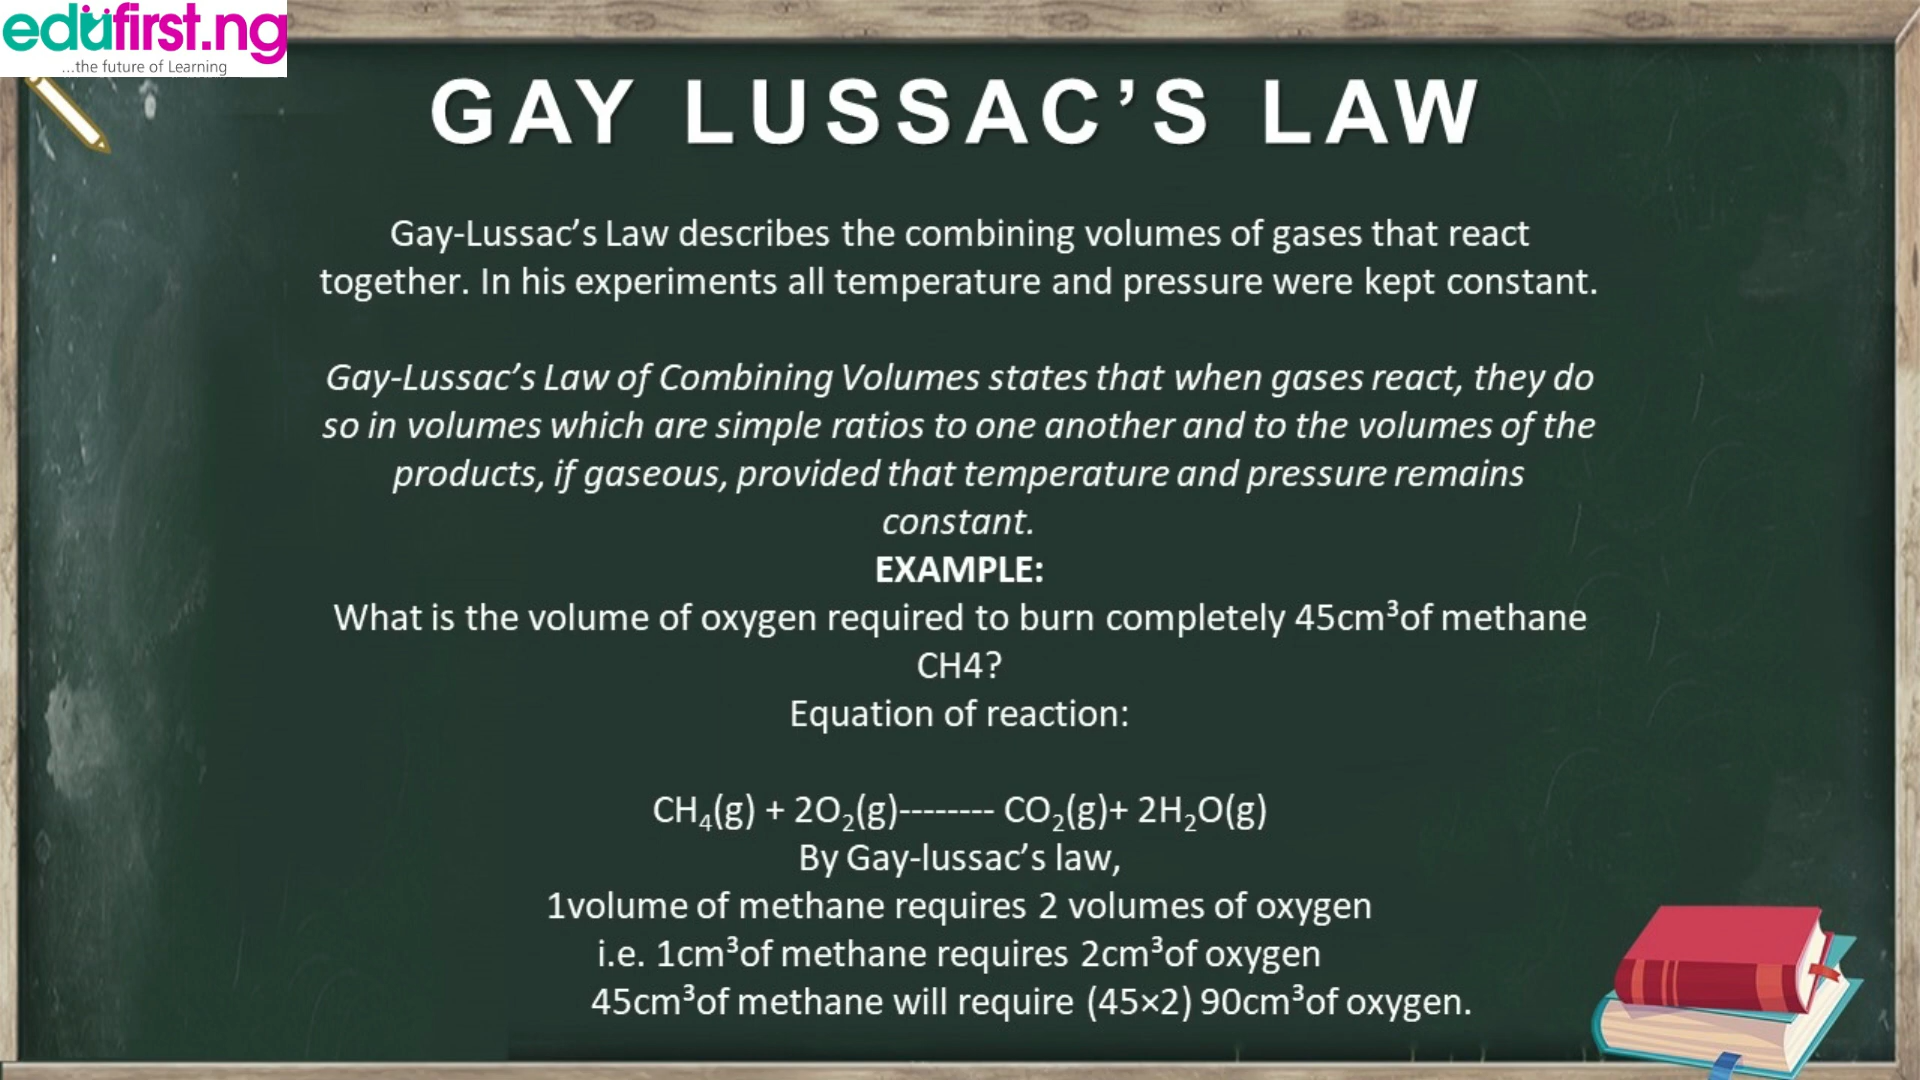 edufirst.ng
...the future of Learning
GAY LUSSAC’S LAW
Gay-Lussac’s Law describes the combining volumes of gases that react
together. In his experiments all temperature and pressure were kept constant.
Gay-Lussac’s Law of Combining Volumes states that when gases react, they do
so in volumes which are simple ratios to one another and to the volumes of the
products, if gaseous, provided that temperature and pressure remains
constant.
EXAMPLE:
What is the volume of oxygen required to burn completely 45cm³of methane
CH4?
Equation of reaction:
CH₄(g) + 2O₂(g)-------- CO₂(g)+ 2H₂O(g)
By Gay-lussac’s law,
1volume of methane requires 2 volumes of oxygen
i.e. 1cm³of methane requires 2cm³of oxygen
45cm³of methane will require (45×2) 90cm³of oxygen.